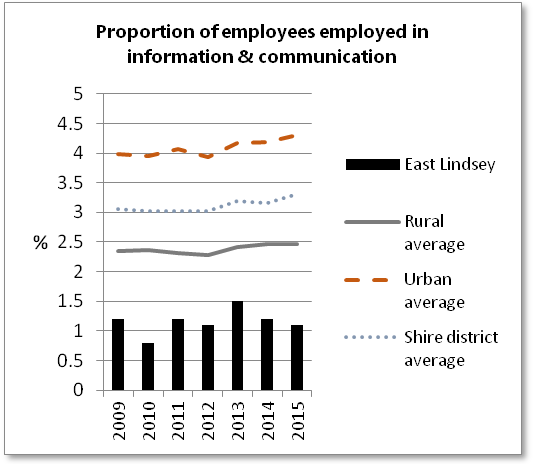 Proportion of employees employed in
information & communication
5
4.5
4
3.5
3
2.5
2
1.5
1
0.5
0
%
2009
2010
2011
2012
2013
2014
2015
East Lindsey
Rural
average
Urban
average
Shire district
average